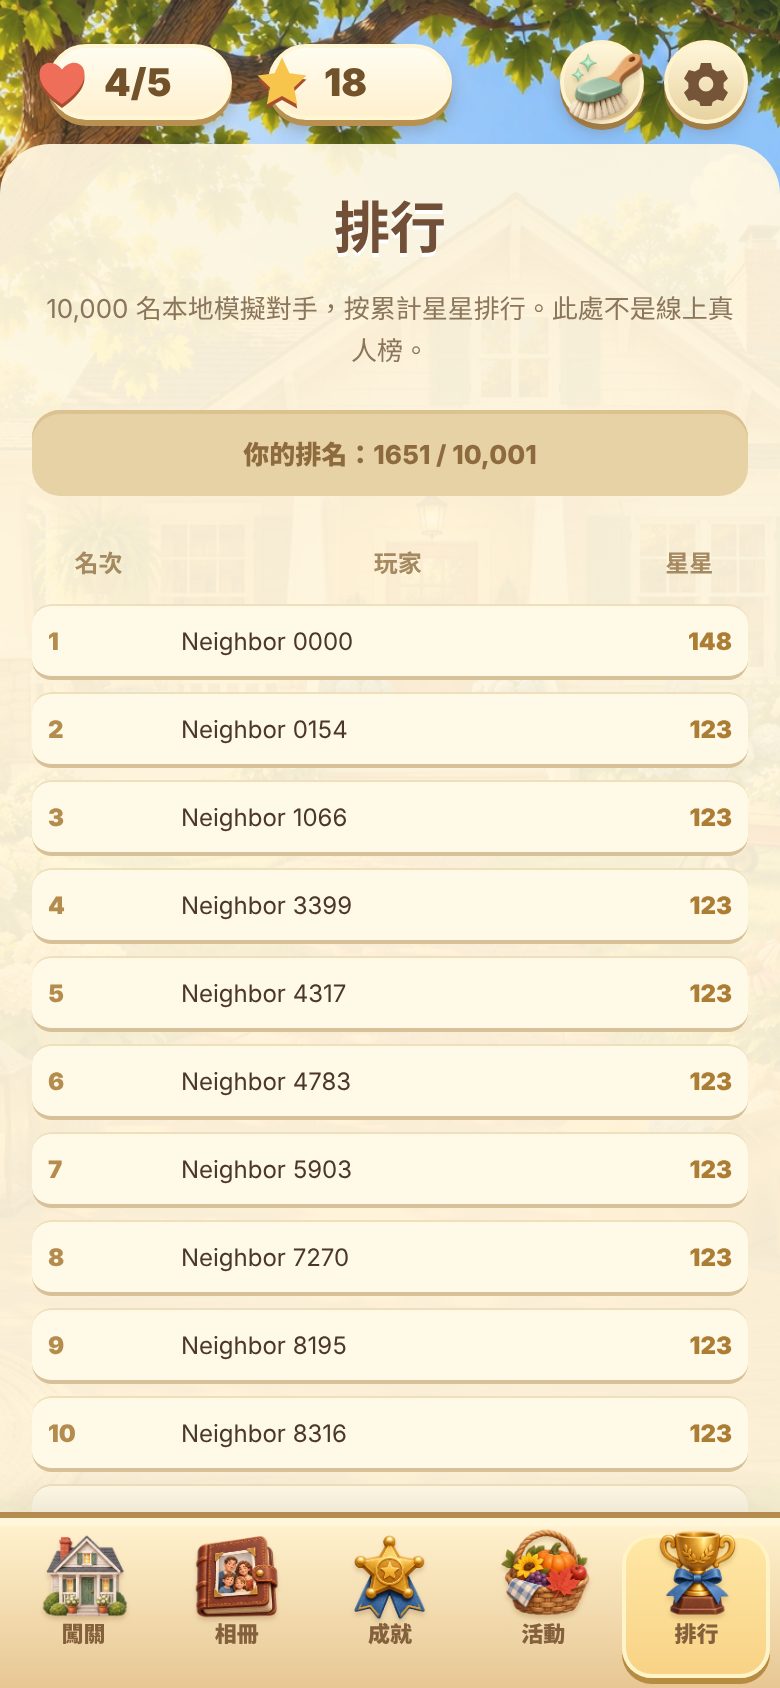 4/5
18
排行
10,000 名本地模擬對手，按累計星星排行。此處不是線上真
人榜。
你的排名：1651 / 10,001
名次 玩家 星星
1 Neighbor 0000 148
2 Neighbor 0154 123
3 Neighbor 1066 123
4 Neighbor 3399 123
5 Neighbor 4317 123
6 Neighbor 4783 123
7 Neighbor 5903 123
8 Neighbor 7270 123
9 Neighbor 8195 123
10 Neighbor 8316 123
闖關 相冊 成就 活動 排行